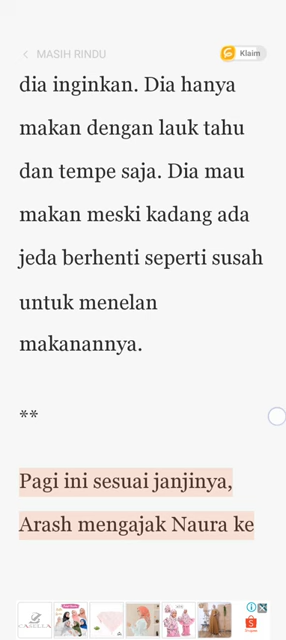 MASIH RINDU
Klaim
dia inginkan. Dia hanya
makan dengan lauk tahu
dan tempe saja. Dia mau
makan meski kadang ada
jeda berhenti seperti susah
untuk menelan
makanannya.
**
Pagi ini sesuai janjinya,
Arash mengajak Naura ke